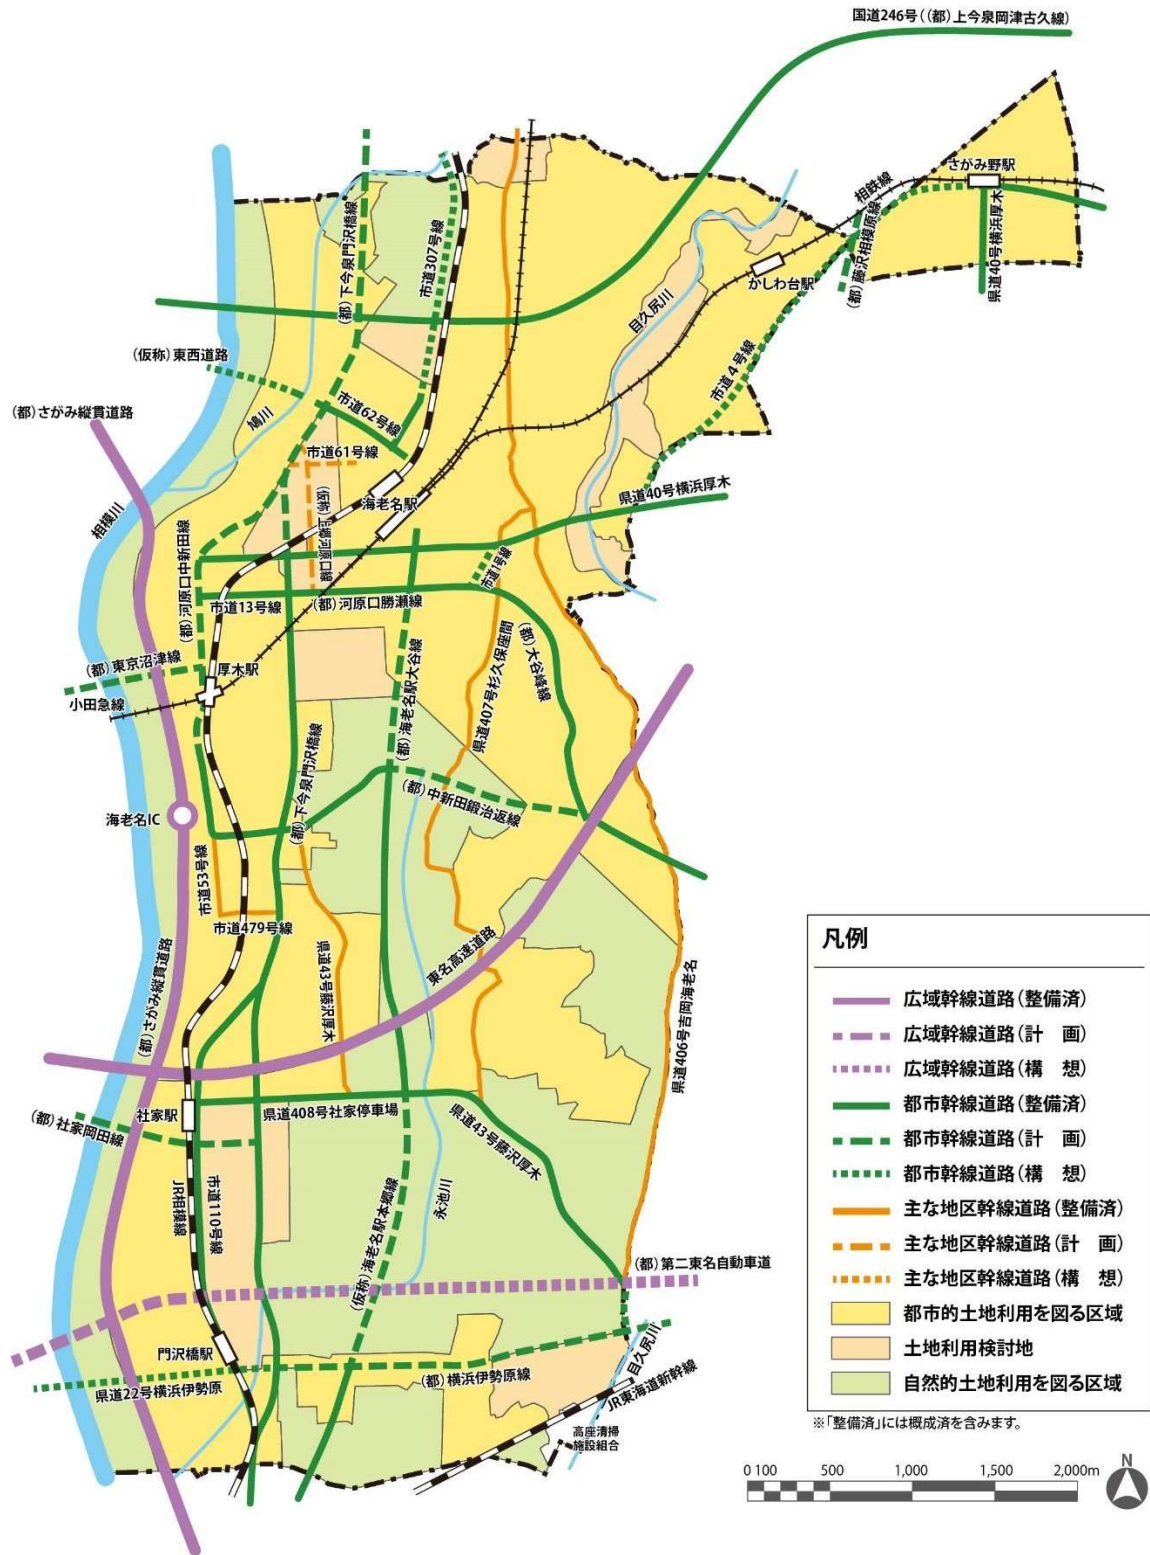 国道246号((都)上今泉岡津古久線)
さがみ野駅
相鉄線
(都)藤沢相模原線
県道40号横浜厚木
かしわ台駅
(都)下今泉門沢橋線
市道307号線
目久尻川
市道4号線
(仮称)東西道路
(都)さがみ縦貫道路
鳩川
市道62号線
市道61号線
海老名駅
(仮称)上郷河原口線
県道40号横浜厚木
相模川
(都)河原口中新田線
市道1号線
市道13号線
(都)河原口勝瀬線
(都)東京沼津線
厚木駅
小田急線
(都)海老名駅大谷線
県道407号杉久保座間
(都)大谷峰線
(都)下今泉門沢橋線
(都)中新田鍛治返線
海老名IC
市道53号線
市道479号線
県道43号藤沢厚木
東名高速道路
(都)さがみ縦貫道路
県道406号吉岡海老名
社家駅
県道408号社家停車場
県道43号藤沢厚木
(都)社家岡田線
JR相模線
市道110号線
(仮称)海老名駅本郷線
永池川
(都)第二東名自動車道
門沢橋駅
県道22号横浜伊勢原
(都)横浜伊勢原線
目久尻川
JR東海道新幹線
高座清掃
施設組合
凡例
広域幹線道路(整備済)
広域幹線道路(計 画)
広域幹線道路(構 想)
都市幹線道路(整備済)
都市幹線道路(計 画)
都市幹線道路(構 想)
主な地区幹線道路(整備済)
主な地区幹線道路(計 画)
主な地区幹線道路(構 想)
都市的土地利用を図る区域
土地利用検討地
自然的土地利用を図る区域
※「整備済」には概成済を含みます。
0 100 500 1,000 1,500 2,000m
N